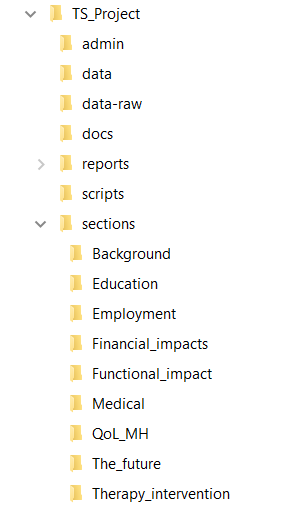 TS_Project
admin
data
data-raw
docs
reports
scripts
sections
Background
Education
Employment
Financial_impacts
Functional_impact
Medical
QoL_MH
The_future
Therapy_intervention